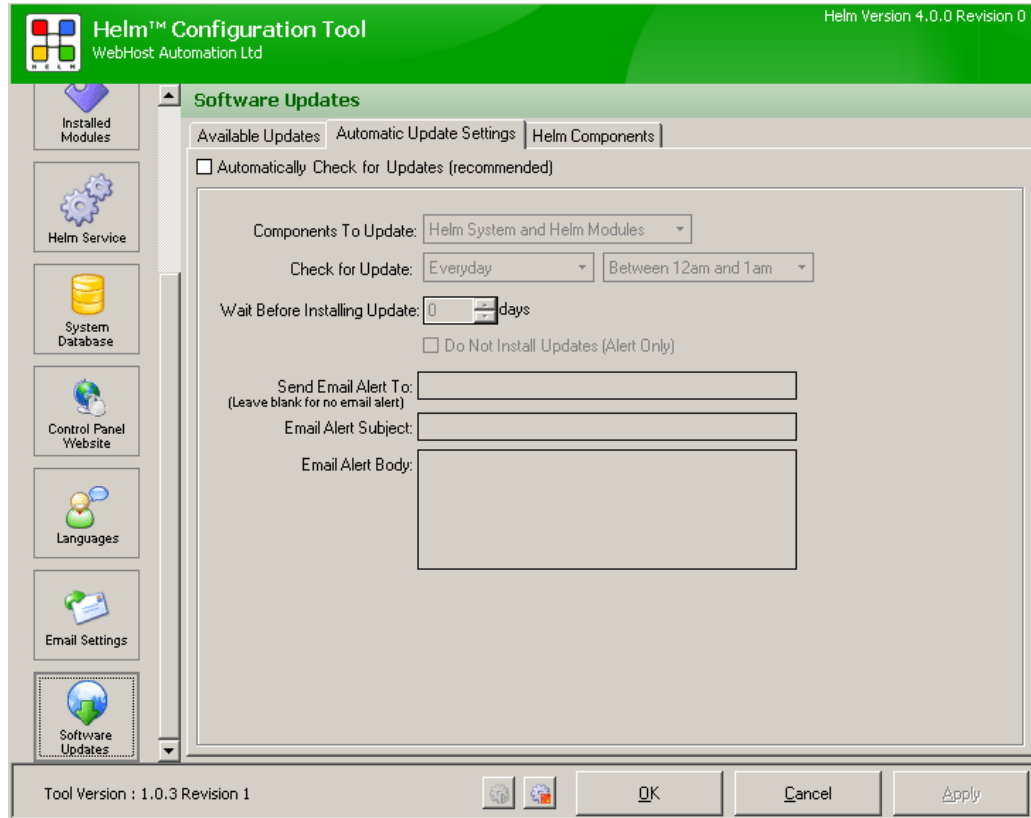 Helm Version 4.0.0 Revision 0
Helm™ Configuration Tool
WebHost Automation Ltd
H E L M
Installed
Modules
Helm Service
System
Database
Control Panel
Website
Languages
Email Settings
Software
Updates
Software Updates
Available Updates
Automatic Update Settings
Helm Components
Automatically Check for Updates (recommended)
Components To Update: Helm System and Helm Modules
Check for Update: Everyday Between 12am and 1am
Wait Before Installing Update: 0 days
Do Not Install Updates (Alert Only)
Send Email Alert To:
(Leave blank for no email alert)
Email Alert Subject:
Email Alert Body:
Tool Version : 1.0.3 Revision 1
OK
Cancel
Apply